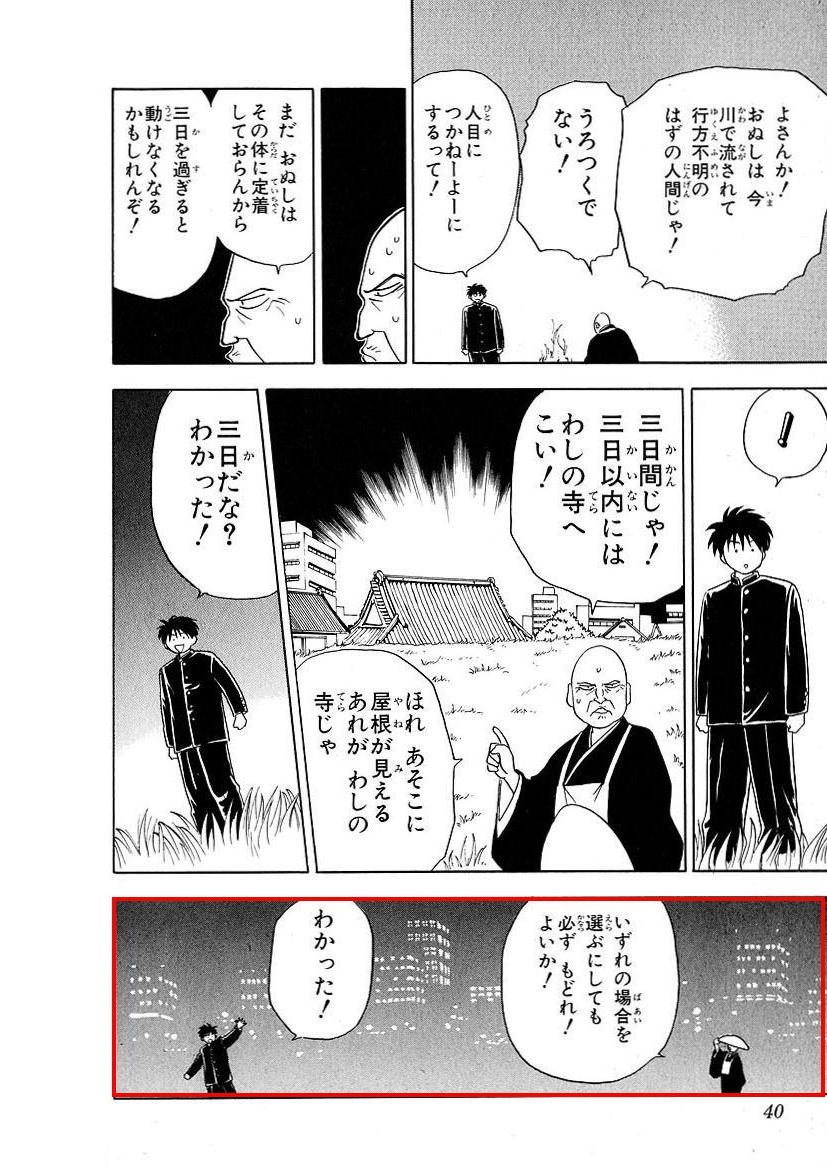 よさんか!
おぬしは 今
川で流されて
行方不明の
はずの人間じゃ!
うろつくで
ない!
人目に
つかねーよーに
するって!
まだ おぬしは
その体に定着
しておらんから
三日を過ぎると
動けなくなる
かもしれんぞ!
!
三日間じゃ!
三日以内には
わしの寺へ
こい!
ほれ あそこに
屋根が見える
あれが わしの
寺じゃ
三日だな?
わかった!
いずれの場合を
選ぶにしても
必ず もどれ!
よいか!
わかった!
40